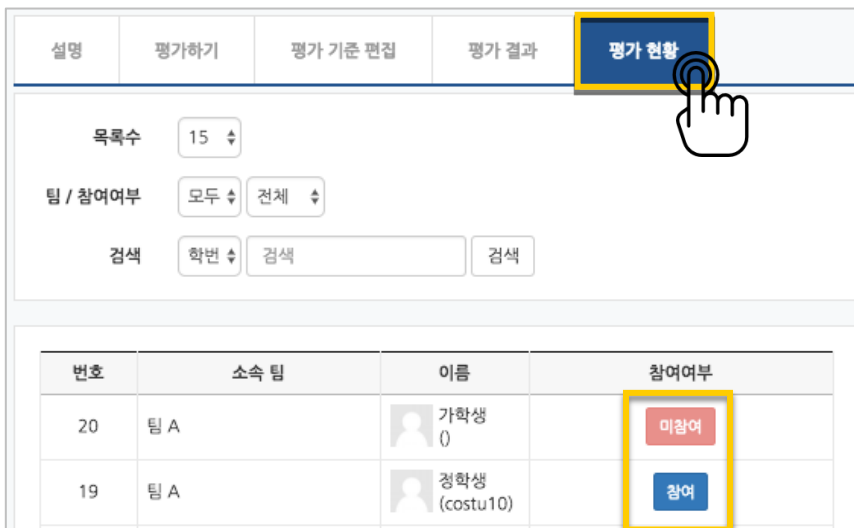 설명 평가하기 평가 기준 편집 평가 결과 평가 현황
목록수 15
팀 / 참여여부 모두 전체
검색 학번 검색 검색
번호 소속 팀 이름 참여여부
20 팀 A 가학생 미참여
()
19 팀 A 정학생 참여
(costu10)